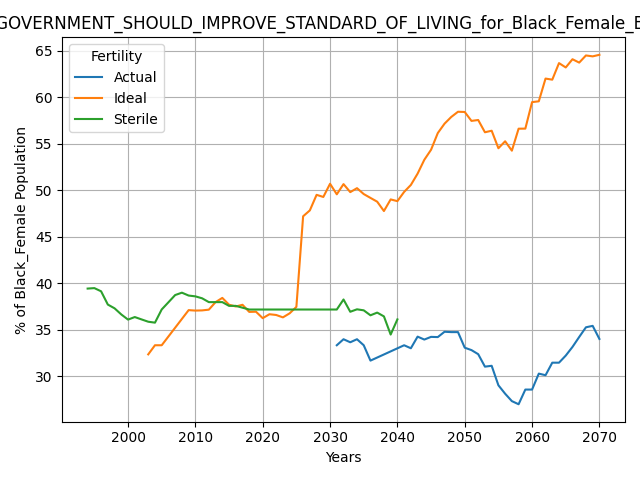 GOVERNMENT_SHOULD_IMPROVE_STANDARD_OF_LIVING_for_Black_Female_E
65
60
55
50
45
40
35
30
% of Black_Female Population
Fertility
Actual
Ideal
Sterile
2000 2010 2020 2030 2040 2050 2060 2070
Years